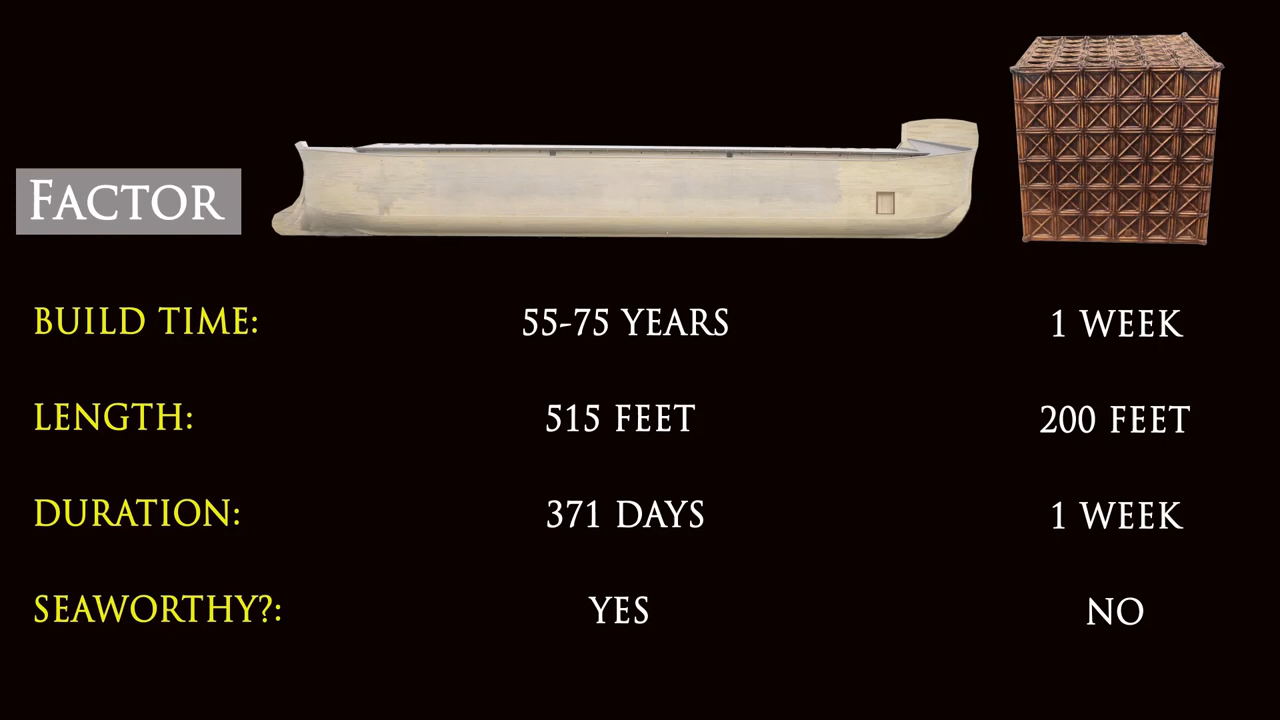 FACTOR
BUILD TIME: 55-75 YEARS 1 WEEK
LENGTH: 515 FEET 200 FEET
DURATION: 371 DAYS 1 WEEK
SEAWORTHY?: YES NO